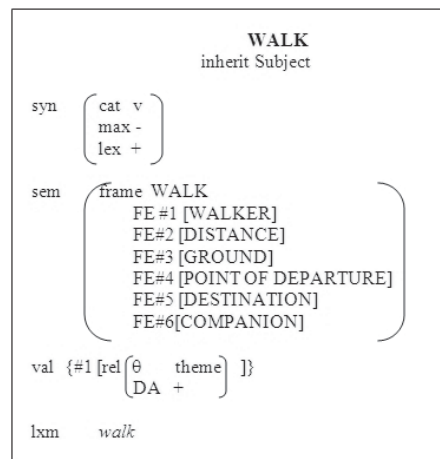 WALK
inherit Subject
syn cat v
max -
lex +
sem frame WALK
FE #1 [WALKER]
FE#2 [DISTANCE]
FE#3 [GROUND]
FE#4 [POINT OF DEPARTURE]
FE#5 [DESTINATION]
FE#6[COMPANION]
val {#1 [rel θ theme ]}
DA +
lxm walk